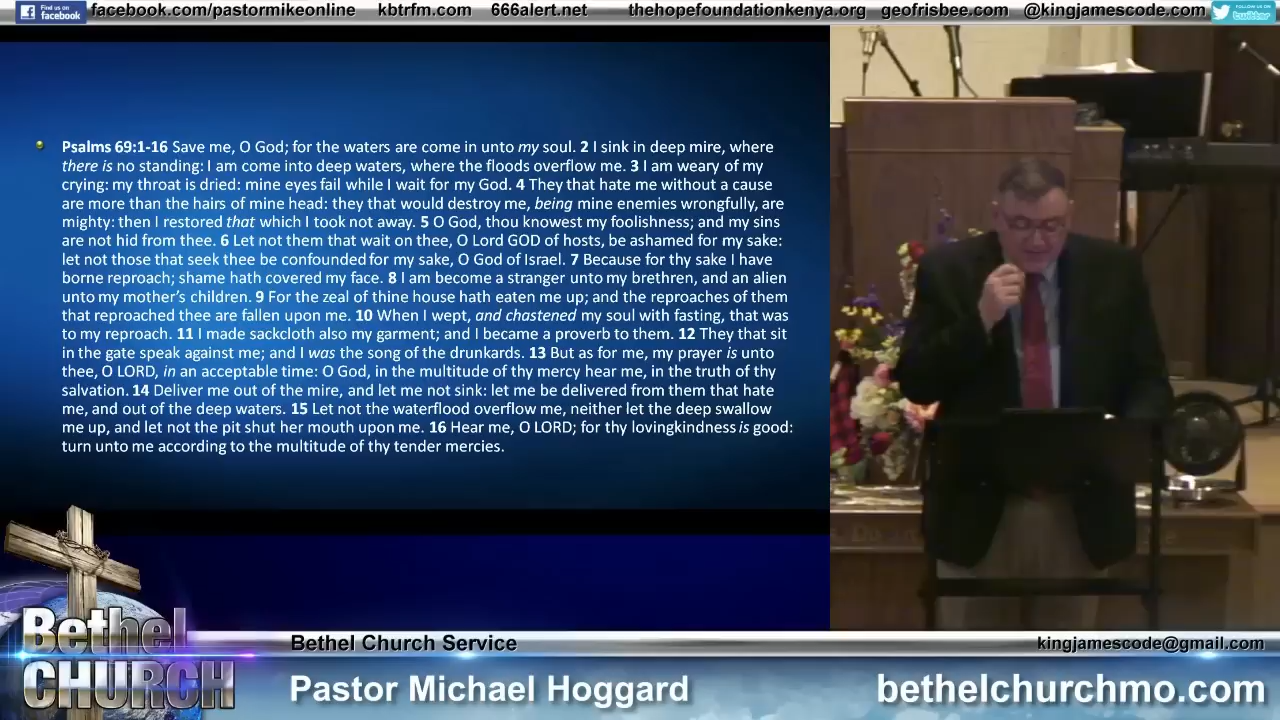 Find us on
facebook
facebook.com/pastormikeonline kbtrfm.com 666alert.net thehopefoundationkenya.org geofrisbee.com @kingjamescode.com
FOLLOW US ON
twitter
Psalms 69:1-16 Save me, O God; for the waters are come in unto my soul. 2 I sink in deep mire, where
there is no standing: I am come into deep waters, where the floods overflow me. 3 I am weary of my
crying: my throat is dried: mine eyes fail while I wait for my God. 4 They that hate me without a cause
are more than the hairs of mine head: they that would destroy me, being mine enemies wrongfully, are
mighty: then I restored that which I took not away. 5 O God, thou knowest my foolishness; and my sins
are not hid from thee. 6 Let not them that wait on thee, O Lord GOD of hosts, be ashamed for my sake:
let not those that seek thee be confounded for my sake, O God of Israel. 7 Because for thy sake I have
borne reproach; shame hath covered my face. 8 I am become a stranger unto my brethren, and an alien
unto my mother's children. 9 For the zeal of thine house hath eaten me up; and the reproaches of them
that reproached thee are fallen upon me. 10 When I wept, and chastened my soul with fasting, that was
to my reproach. 11 I made sackcloth also my garment; and I became a proverb to them. 12 They that sit
in the gate speak against me; and I was the song of the drunkards. 13 But as for me, my prayer is unto
thee, O LORD, in an acceptable time: O God, in the multitude of thy mercy hear me, in the truth of thy
salvation. 14 Deliver me out of the mire, and let me not sink: let me be delivered from them that hate
me, and out of the deep waters. 15 Let not the waterflood overflow me, neither let the deep swallow
me up, and let not the pit shut her mouth upon me. 16 Hear me, O LORD; for thy lovingkindness is good:
turn unto me according to the multitude of thy tender mercies.
Bethel
CHURCH
Bethel Church Service
kingjamescode@gmail.com
Pastor Michael Hoggard
bethelchurchmo.com